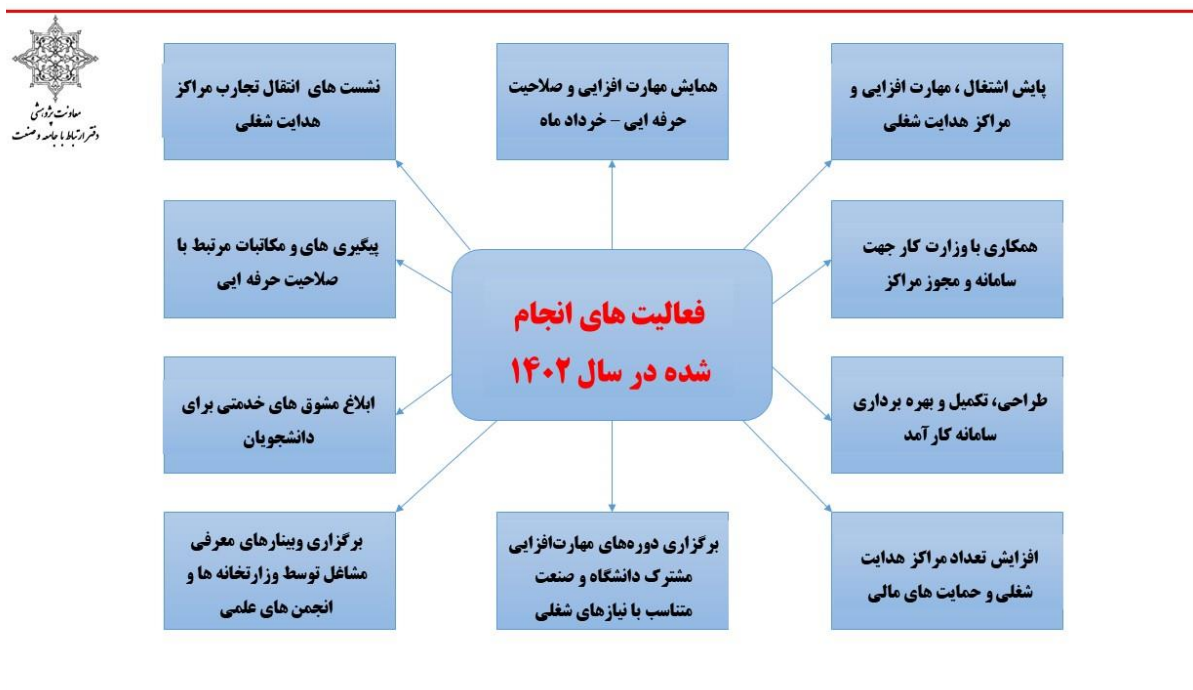 معاونت پژوهشی
دفتر ارتباط با جامعه و صنعت
پایش اشتغال ، مهارت افزایی و
مراکز هدایت شغلی
همایش مهارت افزایی و صلاحیت
حرفه ایی – خرداد ماه
نشست های انتقال تجارب مراکز
هدایت شغلی
همکاری با وزارت کار جهت
سامانه و مجوز مراکز
پیگیری های و مکاتبات مرتبط با
صلاحیت حرفه ایی
فعالیت های انجام
شده در سال ۱۴۰۲
طراحی، تکمیل و بهره برداری
سامانه کارآمد
ابلاغ مشوق های خدمتی برای
دانشجویان
افزایش تعداد مراکز هدایت
شغلی و حمایت های مالی
برگزاری دوره‌های مهارت‌افزایی
مشترک دانشگاه و صنعت
متناسب با نیازهای شغلی
برگزاری وبینارهای معرفی
مشاغل توسط وزارتخانه ها و
انجمن های علمی